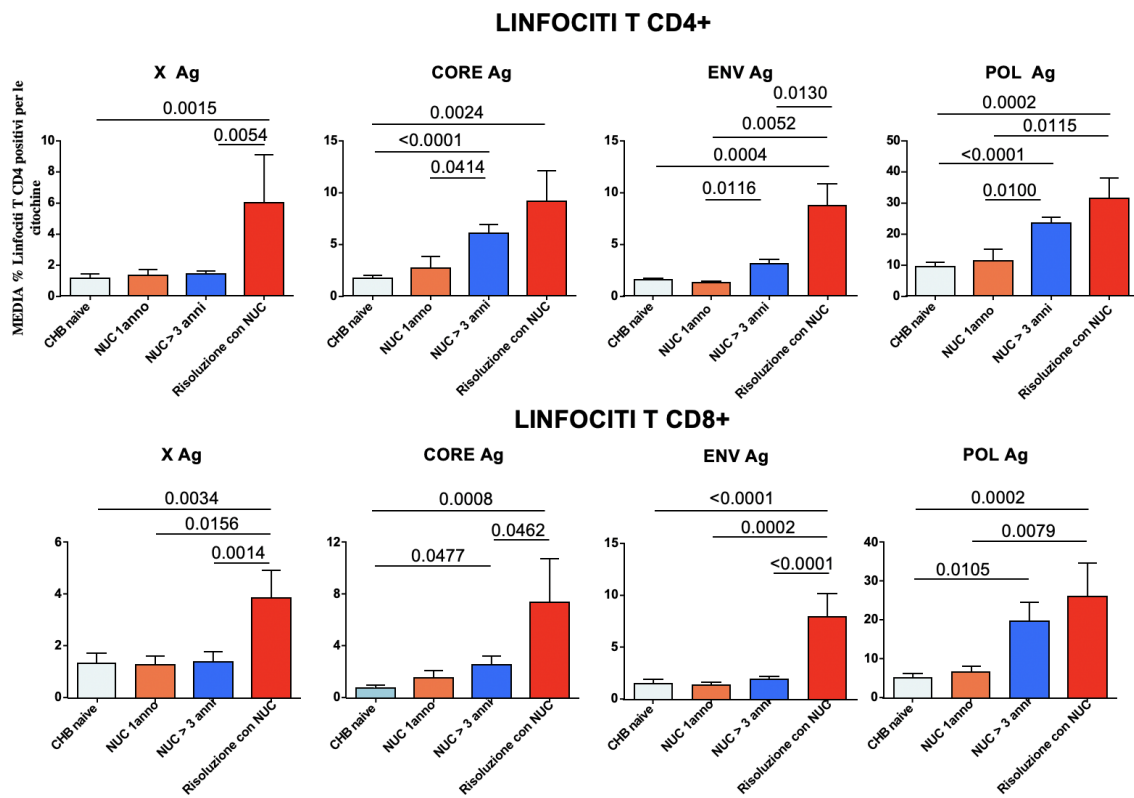 LINFOCITI T CD4+
X Ag
CORE Ag
ENV Ag
POL Ag
MEDIA % Linfociti T CD4 positivi per le
citochine
0.0015
0.0054
10
8
6
4
2
0
CHB naive
NUC 1anno
NUC > 3 anni
Risoluzione con NUC
0.0024
<0.0001
0.0414
15
10
5
0
CHB naive
NUC 1anno
NUC > 3 anni
Risoluzione con NUC
0.0130
0.0052
0.0004
0.0116
15
10
5
0
CHB naive
NUC 1anno
NUC > 3 anni
Risoluzione con NUC
0.0002
0.0115
<0.0001
0.0100
50
40
30
20
10
0
CHB naive
NUC 1anno
NUC > 3 anni
Risoluzione con NUC
LINFOCITI T CD8+
X Ag
CORE Ag
ENV Ag
POL Ag
0.0034
0.0156
0.0014
6
4
2
0
CHB naive
NUC 1anno
NUC > 3 anni
Risoluzione con NUC
0.0008
0.0462
0.0477
12
9
6
3
0
CHB naive
NUC 1anno
NUC > 3 anni
Risoluzione con NUC
<0.0001
0.0002
<0.0001
15
10
5
0
CHB naive
NUC 1anno
NUC > 3 anni
Risoluzione con NUC
0.0002
0.0079
0.0105
40
30
20
10
0
CHB naive
NUC 1anno
NUC > 3 anni
Risoluzione con NUC